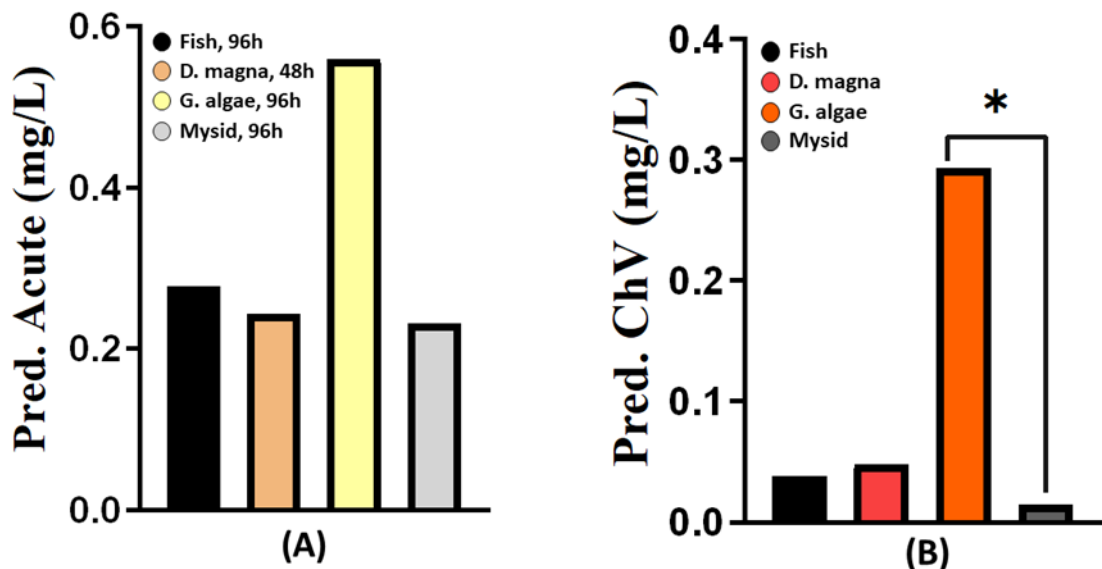 Pred. Acute (mg/L)
0.6
0.4
0.2
0.0
Fish, 96h
D. magna, 48h
G. algae, 96h
Mysid, 96h
(A)
Pred. ChV (mg/L)
0.4
0.3
0.2
0.1
0.0
Fish
D. magna
G. algae
Mysid
*
(B)